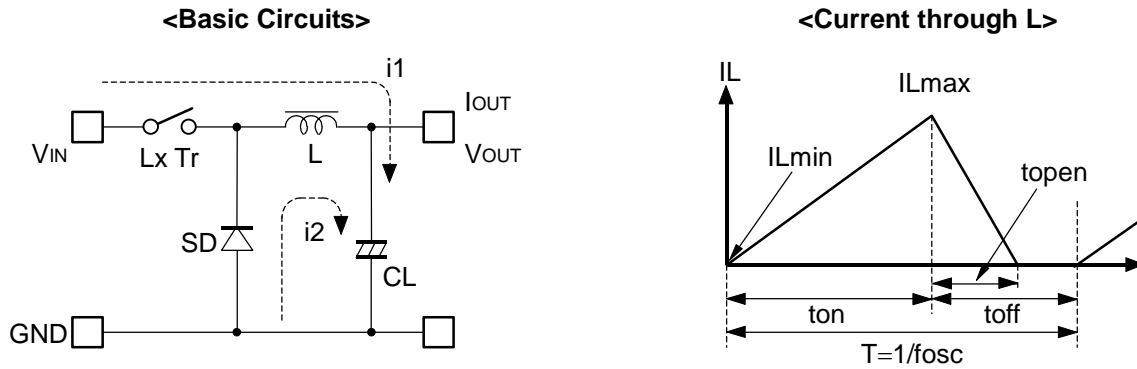 <Basic Circuits>
i1
IOUT
VIN
Lx Tr
L
VOUT
SD
i2
CL
GND
<Current through L>
IL
ILmax
ILmin
topen
ton
toff
T=1/fosc